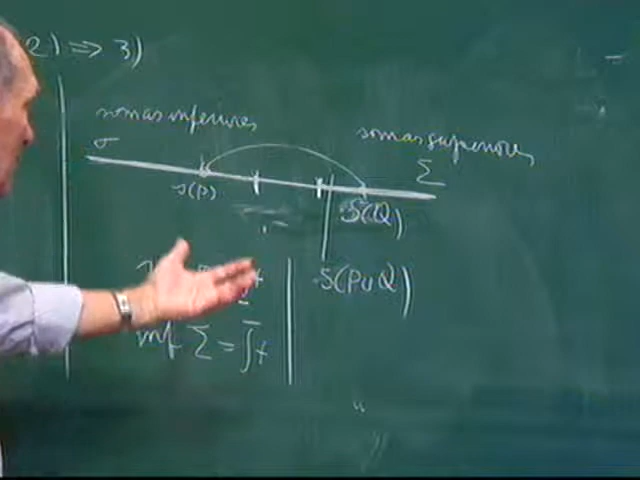 2) => 3)
somas inferiores
somas superiores
σ
Σ
s(P)
S(Q)
S(P∪Q)
inf Σ = ∫̄ f